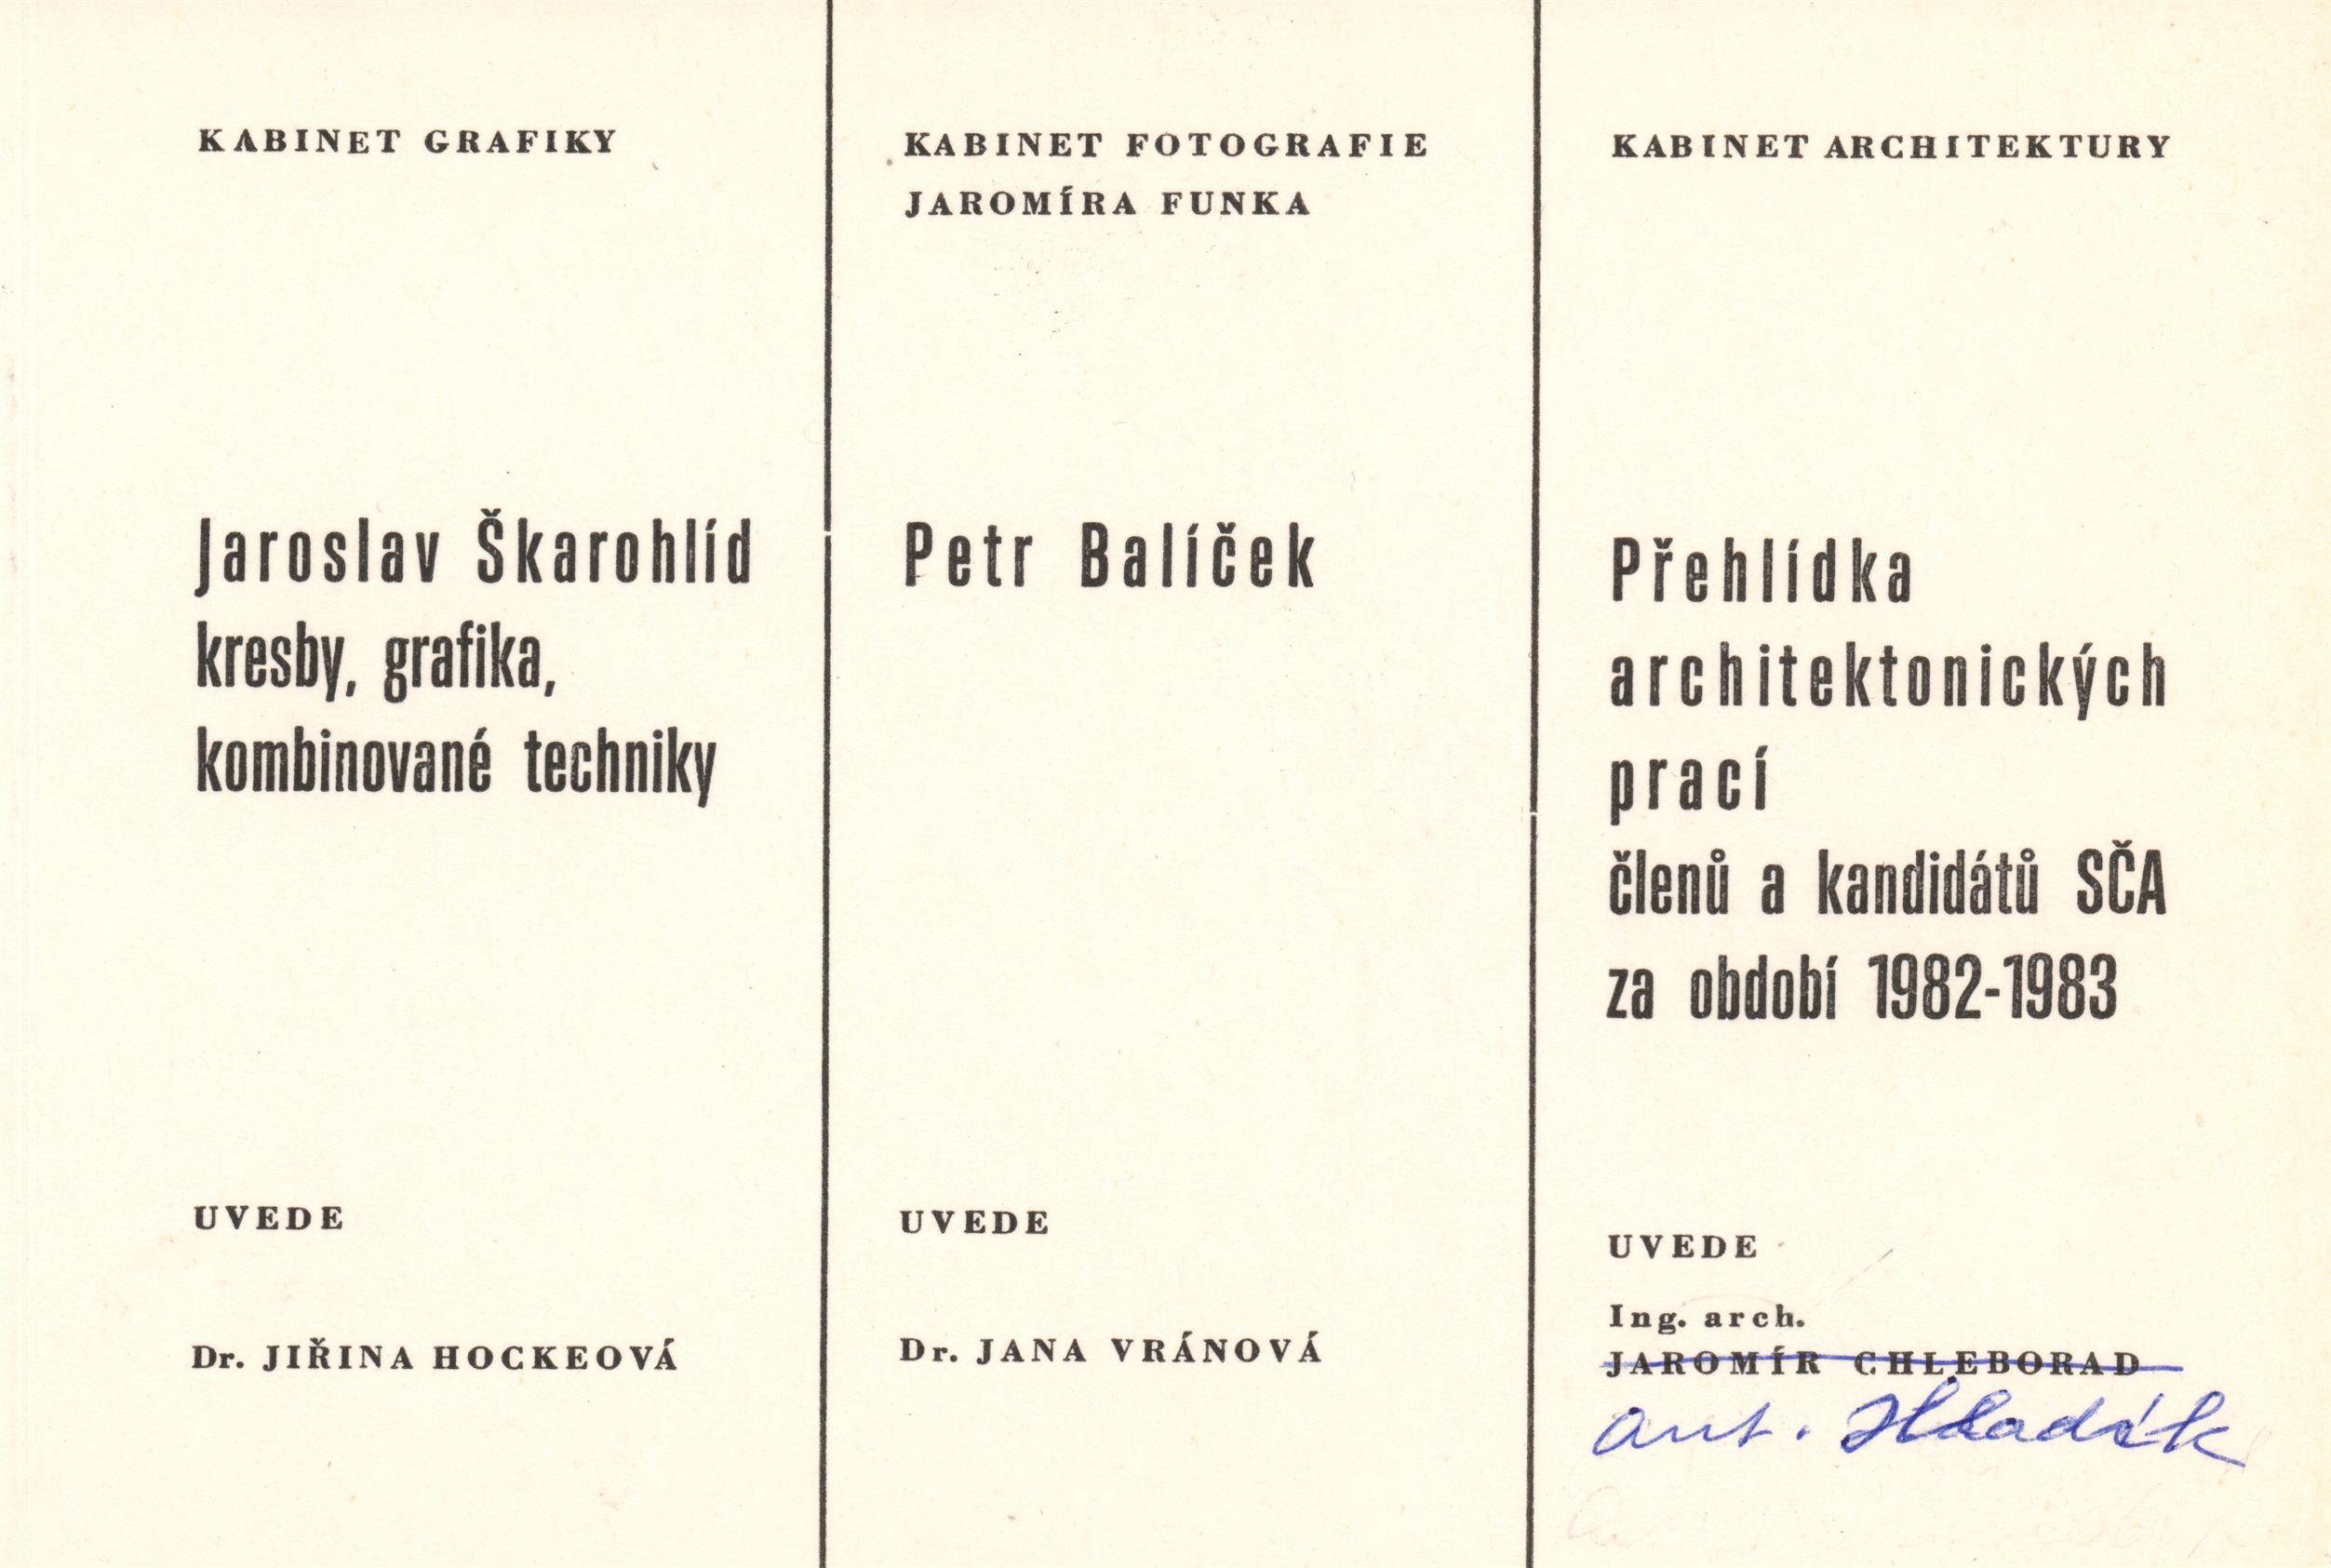 KABINET GRAFIKY
Jaroslav Škarohlíd
kresby, grafika,
kombinované techniky
UVEDE
Dr. JIŘINA HOCKEOVÁ
KABINET FOTOGRAFIE
JAROMÍRA FUNKA
Petr Balíček
UVEDE
Dr. JANA VRÁNOVÁ
KABINET ARCHITEKTURY
Přehlídka
architektonických
prací
členů a kandidátů SČA
za období 1982-1983
UVEDE
Ing. arch.
JAROMÍR CHLEBORAD
ant. Hladík